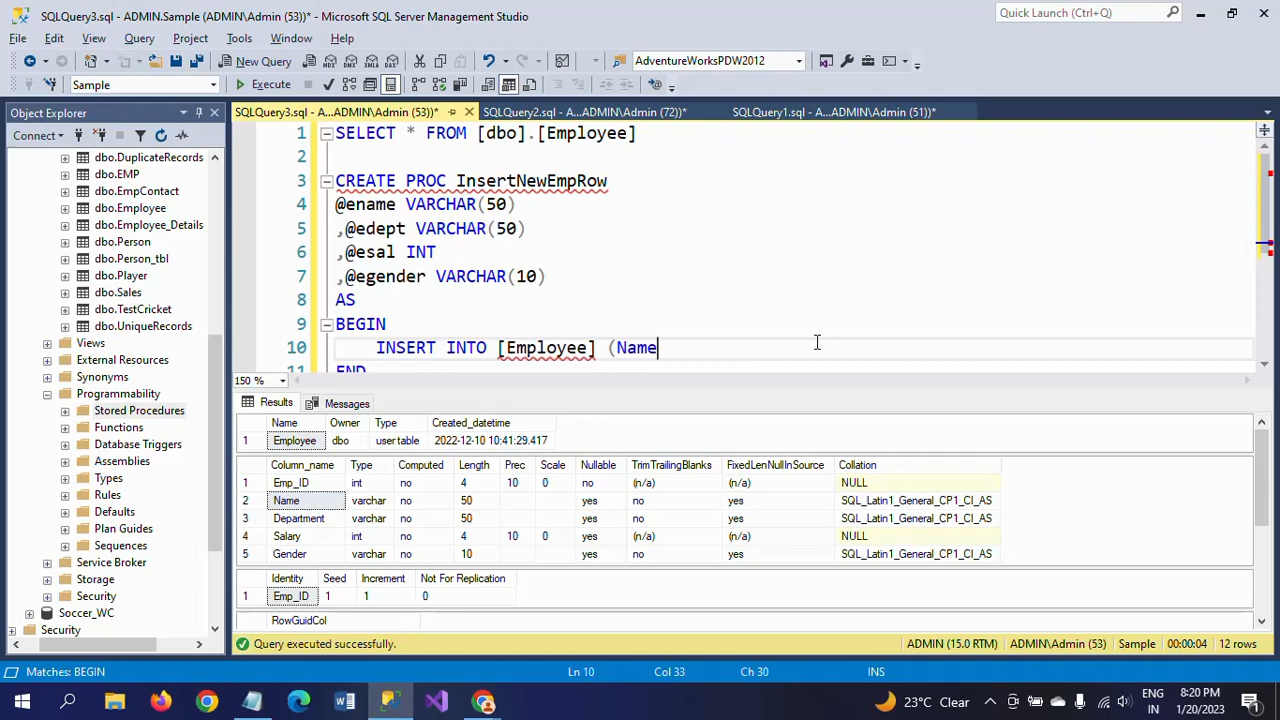 SQLQuery3.sql - ADMIN.Sample (ADMIN\Admin (53))* - Microsoft SQL Server Management Studio
Quick Launch (Ctrl+Q)
File Edit View Query Project Tools Window Help
New Query AdventureWorksPDW2012
Sample Execute
Object Explorer
SQLQuery3.sql - A...ADMIN\Admin (53))* SQLQuery2.sql - A...ADMIN\Admin (72))* SQLQuery1.sql - A...ADMIN\Admin (51))*
Connect
dbo.DuplicateRecords
dbo.EMP
dbo.EmpContact
dbo.Employee
dbo.Employee_Details
dbo.Person
dbo.Person_tbl
dbo.Player
dbo.Sales
dbo.TestCricket
dbo.UniqueRecords
Views
External Resources
Synonyms
Programmability
Stored Procedures
Functions
Database Triggers
Assemblies
Types
Rules
Defaults
Plan Guides
Sequences
Service Broker
Storage
Security
Soccer_WC
Security
1 SELECT * FROM [dbo].[Employee]
2
3 CREATE PROC InsertNewEmpRow
4 @ename VARCHAR(50)
5 ,@edept VARCHAR(50)
6 ,@esal INT
7 ,@egender VARCHAR(10)
8 AS
9 BEGIN
10 INSERT INTO [Employee] (Name
11 END
150 %
Results Messages
Name Owner Type Created_datetime
1 Employee dbo user table 2022-12-10 10:41:29.417
Column_name Type Computed Length Prec Scale Nullable TrimTrailingBlanks FixedLenNullInSource Collation
1 Emp_ID int no 4 10 0 no (n/a) (n/a) NULL
2 Name varchar no 50 yes no yes SQL_Latin1_General_CP1_CI_AS
3 Department varchar no 50 yes no yes SQL_Latin1_General_CP1_CI_AS
4 Salary int no 4 10 0 yes (n/a) (n/a) NULL
5 Gender varchar no 10 yes no yes SQL_Latin1_General_CP1_CI_AS
Identity Seed Increment Not For Replication
1 Emp_ID 1 1 0
RowGuidCol
Query executed successfully. ADMIN (15.0 RTM) ADMIN\Admin (53) Sample 00:00:04 12 rows
Matches: BEGIN Ln 10 Col 33 Ch 30 INS
23°C Clear ENG IN 8:20 PM 1/20/2023 1